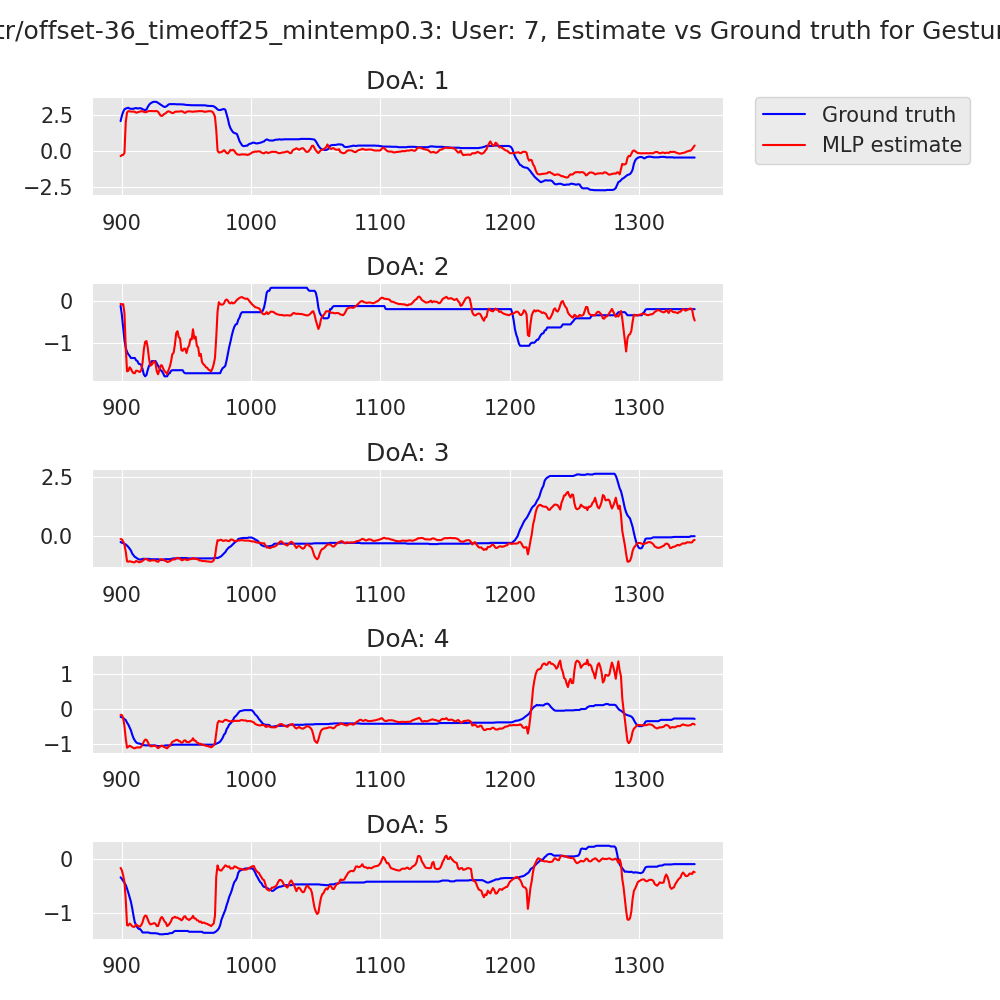 tr/offset-36_timeoff25_mintemp0.3: User: 7, Estimate vs Ground truth for Gestur
DoA: 1
Ground truth
MLP estimate
2.5
0.0
−2.5
900 1000 1100 1200 1300
DoA: 2
0
−1
900 1000 1100 1200 1300
DoA: 3
2.5
0.0
900 1000 1100 1200 1300
DoA: 4
1
0
−1
900 1000 1100 1200 1300
DoA: 5
0
−1
900 1000 1100 1200 1300